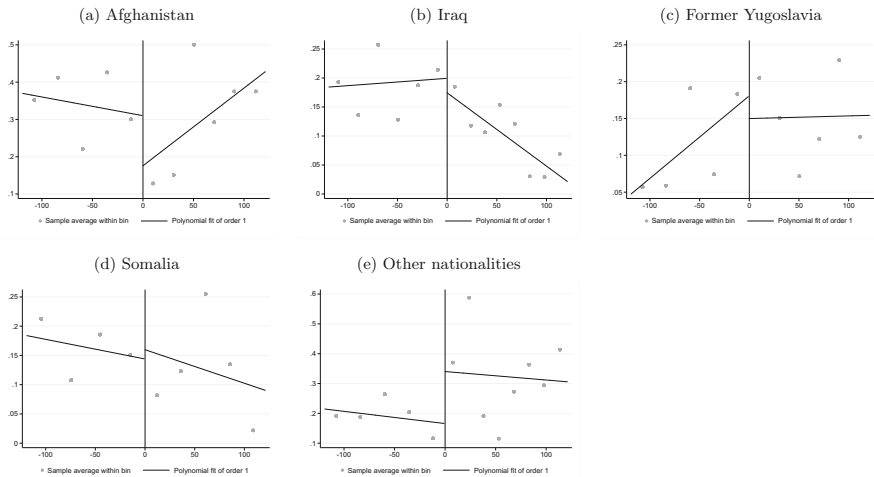 (a) Afghanistan
.5
.4
.3
.2
.1
-100 -50 0 50 100
Sample average within bin Polynomial fit of order 1
(b) Iraq
.25
.2
.15
.1
.05
0
-100 -50 0 50 100
Sample average within bin Polynomial fit of order 1
(c) Former Yugoslavia
.25
.2
.15
.1
.05
-100 -50 0 50 100
Sample average within bin Polynomial fit of order 1
(d) Somalia
.25
.2
.15
.1
.05
0
-100 -50 0 50 100
Sample average within bin Polynomial fit of order 1
(e) Other nationalities
.6
.5
.4
.3
.2
.1
-100 -50 0 50 100
Sample average within bin Polynomial fit of order 1